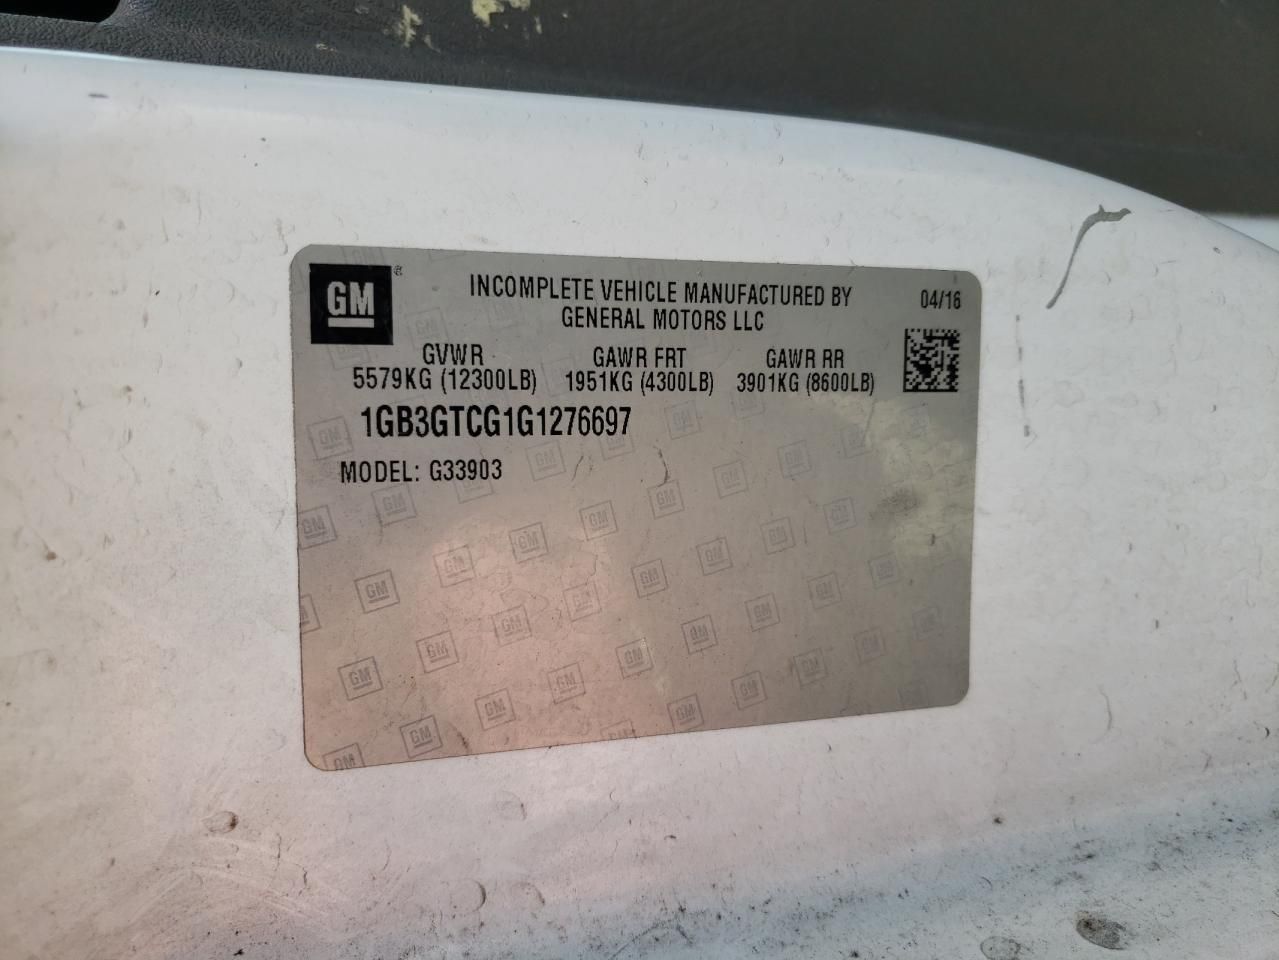 GM®
INCOMPLETE VEHICLE MANUFACTURED BY
GENERAL MOTORS LLC
04/16
GVWR GAWR FRT GAWR RR
5579KG (12300LB) 1951KG (4300LB) 3901KG (8600LB)
1GB3GTCG1G1276697
MODEL: G33903